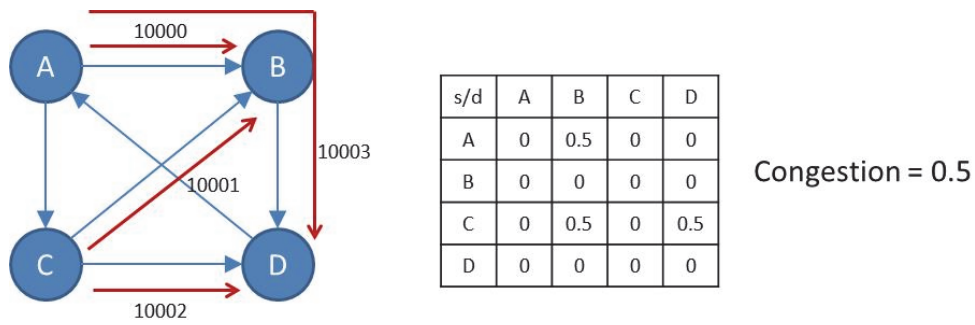 10000
A
B
10003
10001
C
D
10002
s/d A B C D
A 0 0.5 0 0
B 0 0 0 0
C 0 0.5 0 0.5
D 0 0 0 0
Congestion = 0.5